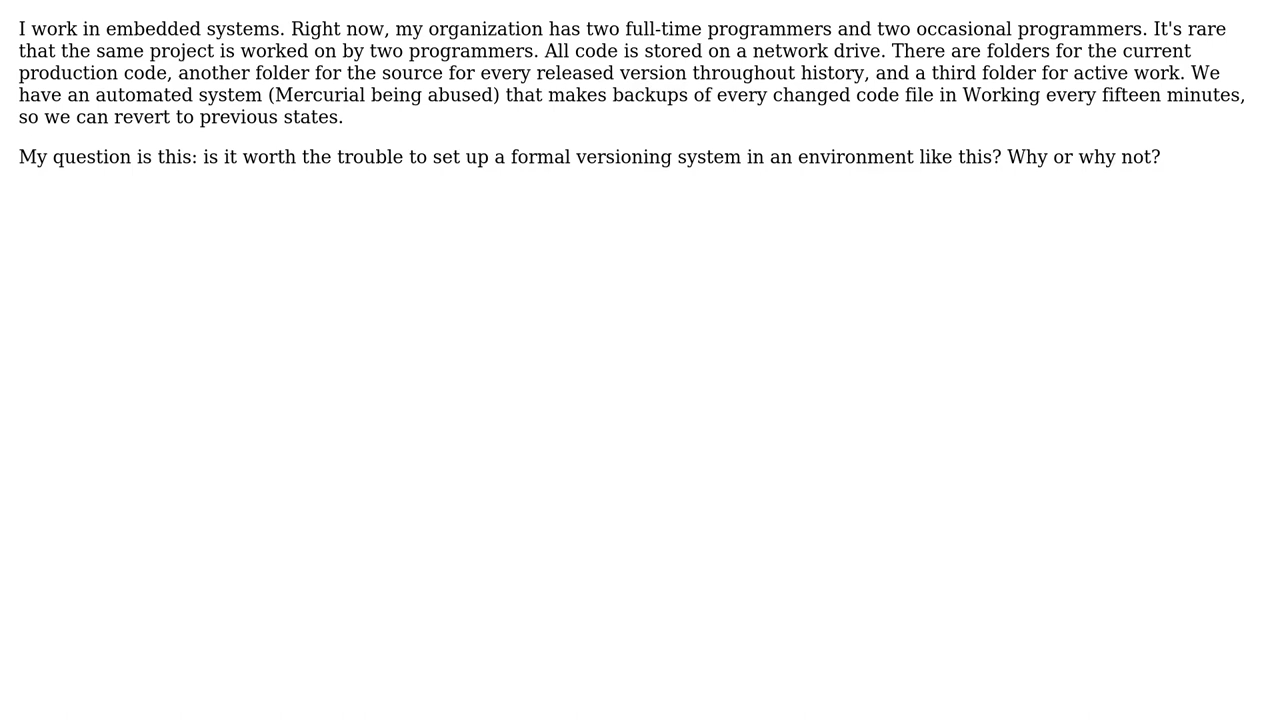 I work in embedded systems. Right now, my organization has two full-time programmers and two occasional programmers. It's rare
that the same project is worked on by two programmers. All code is stored on a network drive. There are folders for the current
production code, another folder for the source for every released version throughout history, and a third folder for active work. We
have an automated system (Mercurial being abused) that makes backups of every changed code file in Working every fifteen minutes,
so we can revert to previous states.
My question is this: is it worth the trouble to set up a formal versioning system in an environment like this? Why or why not?